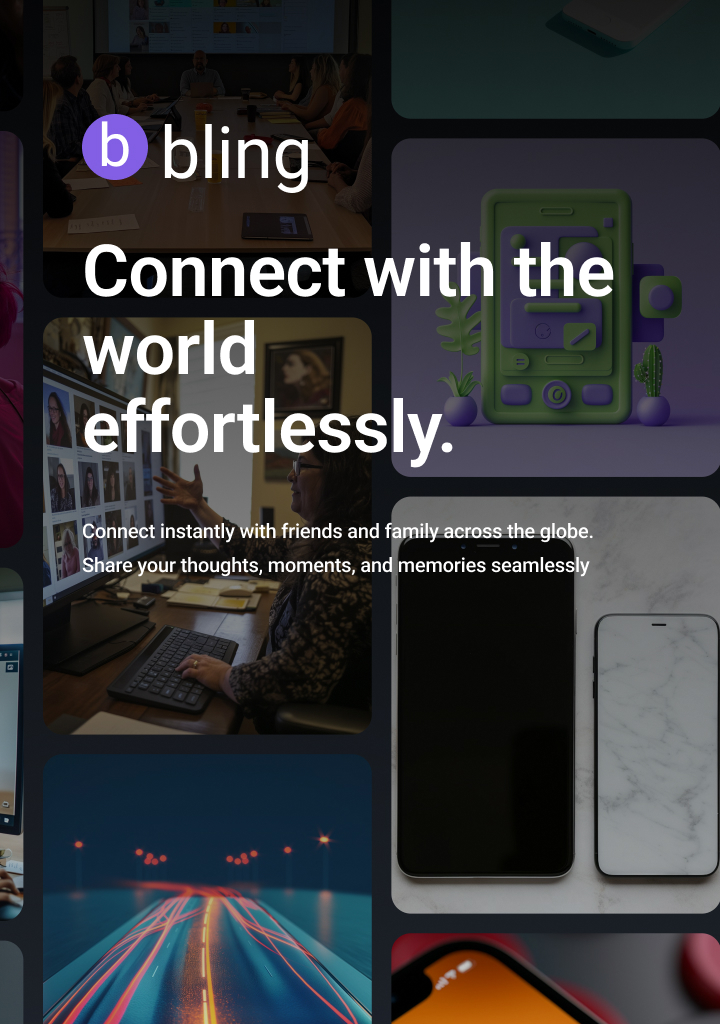 b bling
Connect with the
world
effortlessly.
Connect instantly with friends and family across the globe.
Share your thoughts, moments, and memories seamlessly